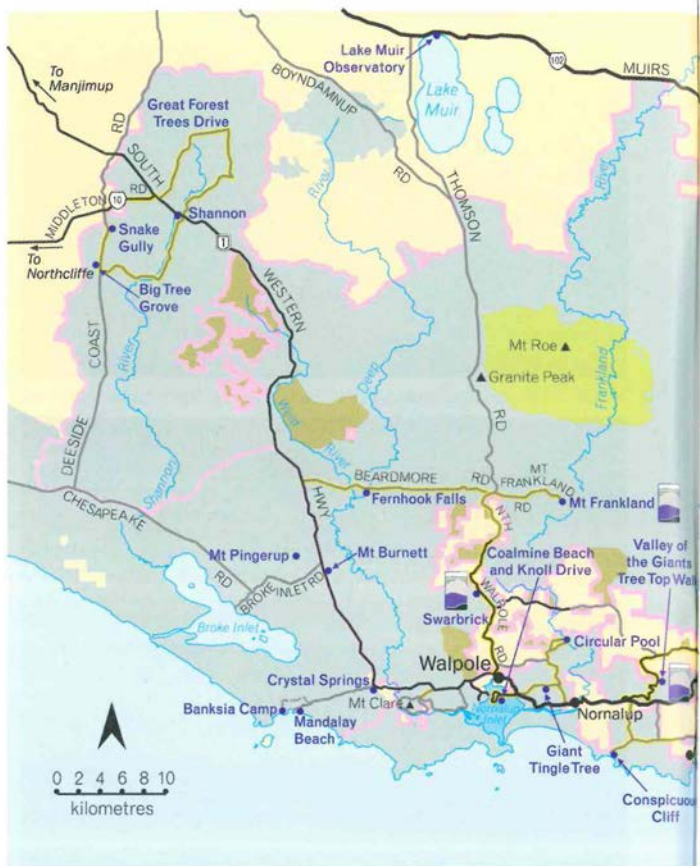 Lake Muir
Observatory
102
MUIRS
To
Manjimup
RD
BOYNDAMNUP
Lake
Muir
Great Forest
Trees Drive
SOUTH
River
RD
THOMSON
River
MIDDLETON
10
RD
Shannon
Snake
Gully
1
To
Northcliffe
Big Tree
Grove
WESTERN
COAST
River
Deep
Mt Roe
Granite Peak
Frankland
DEESIDE
Shannon
Weld
River
RD
HWY
BEARDMORE
RD
MT
FRANKLAND
RD
Fernhook Falls
Mt Frankland
CHESAPEAKE
RD
NTH
WALPOLE
RD
Coalmine Beach
and Knoll Drive
Valley of
the Giants
Tree Top Wal
Mt Pingerup
Mt Burnett
BROKE
INLET RD
Swarbrick
Broke Inlet
Circular Pool
Walpole
Crystal Springs
Mt Clare
Nornalup
Inlet
Nornalup
Banksia Camp
Mandalay
Beach
Giant
Tingle Tree
Conspicuou
Cliff
0 2 4 6 8 10
kilometres